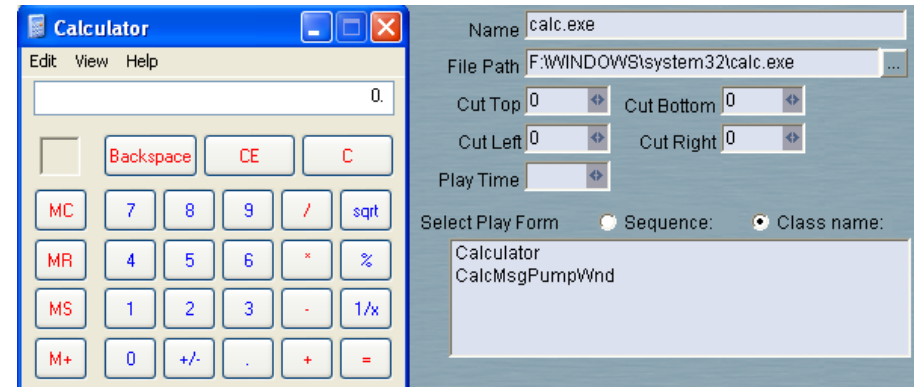 Calculator
Edit View Help
0.
Backspace CE C
MC 7 8 9 / sqrt
MR 4 5 6 * %
MS 1 2 3 - 1/x
M+ 0 +/- . + =
Name calc.exe
File Path F:\WINDOWS\system32\calc.exe ...
Cut Top 0 Cut Bottom 0
Cut Left 0 Cut Right 0
Play Time
Select Play Form Sequence: Class name:
Calculator
CalcMsgPumpWnd